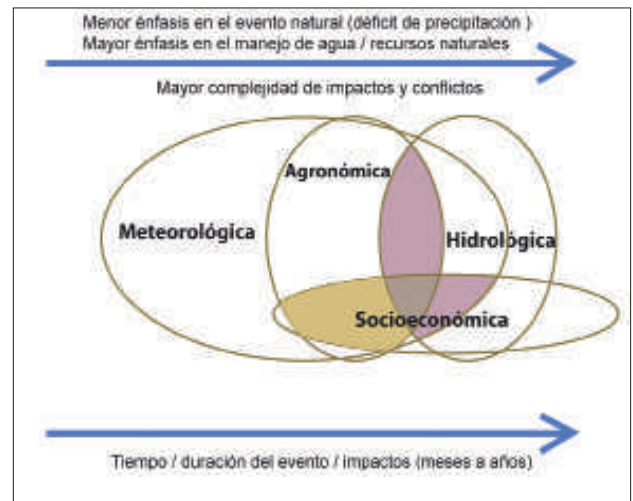 Menor énfasis en el evento natural (déficit de precipitación )
Mayor énfasis en el manejo de agua / recursos naturales
Mayor complejidad de impactos y conflictos
Agronómica
Meteorológica
Hidrológica
Socioeconómica
Tiempo / duración del evento / impactos (meses a años)